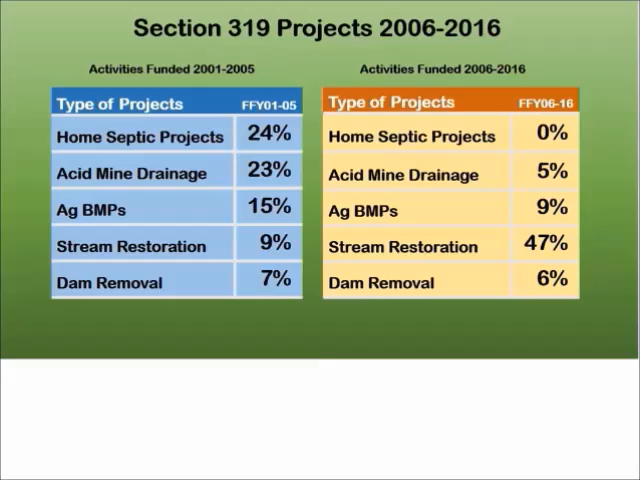 Section 319 Projects 2006-2016
Activities Funded 2001-2005
Type of Projects FFY01-05
Home Septic Projects 24%
Acid Mine Drainage 23%
Ag BMPs 15%
Stream Restoration 9%
Dam Removal 7%
Activities Funded 2006-2016
Type of Projects FFY06-16
Home Septic Projects 0%
Acid Mine Drainage 5%
Ag BMPs 9%
Stream Restoration 47%
Dam Removal 6%